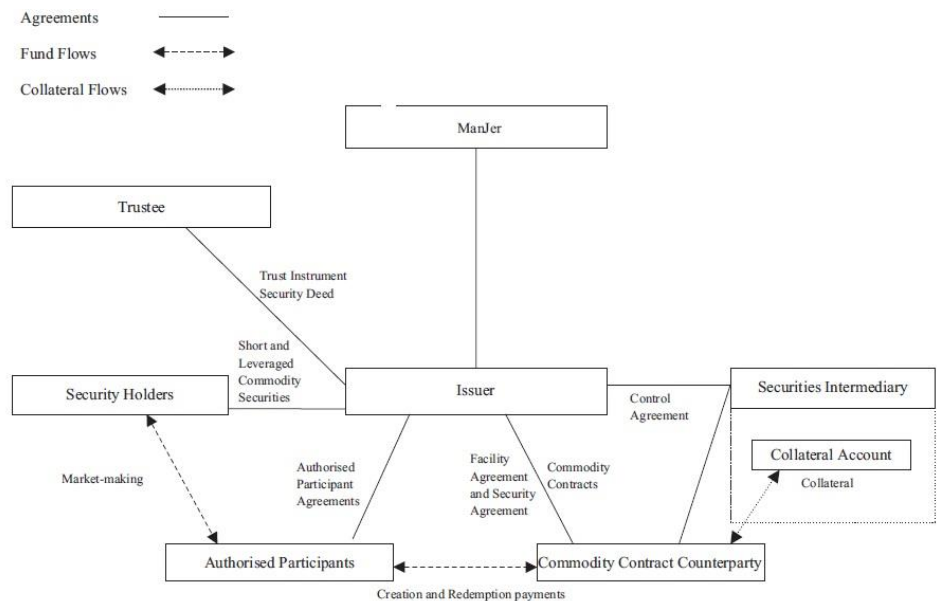 Agreements
Fund Flows
Collateral Flows
ManJer
Trustee
Trust Instrument
Security Deed
Short and
Leveraged
Commodity
Securities
Security Holders
Issuer
Control
Agreement
Securities Intermediary
Collateral Account
Collateral
Market-making
Authorised
Participant
Agreements
Facility
Agreement
and Security
Agreement
Commodity
Contracts
Authorised Participants
Commodity Contract Counterparty
Creation and Redemption payments